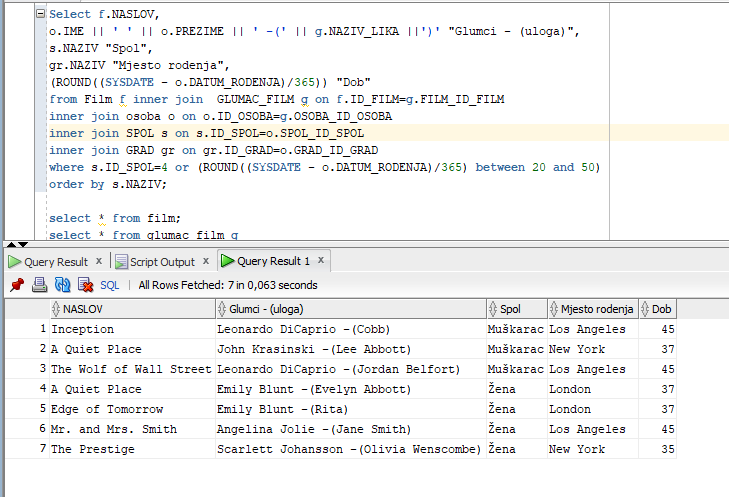 Select f.NASLOV,
o.IME || ' ' || o.PREZIME || ' -(' || g.NAZIV_LIKA ||')' "Glumci - (uloga)",
s.NAZIV "Spol",
gr.NAZIV "Mjesto rodenja",
(ROUND((SYSDATE - o.DATUM_RODENJA)/365)) "Dob"
from Film f inner join  GLUMAC_FILM g on f.ID_FILM=g.FILM_ID_FILM
inner join osoba o on o.ID_OSOBA=g.OSOBA_ID_OSOBA
inner join SPOL s on s.ID_SPOL=o.SPOL_ID_SPOL
inner join GRAD gr on gr.ID_GRAD=o.GRAD_ID_GRAD
where s.ID_SPOL=4 or (ROUND((SYSDATE - o.DATUM_RODENJA)/365) between 20 and 50)
order by s.NAZIV;
select * from film;
select * from glumac_film g
Query Result x Script Output x Query Result 1 x
SQL | All Rows Fetched: 7 in 0,063 seconds
NASLOV Glumci - (uloga) Spol Mjesto rodenja Dob
1 Inception Leonardo DiCaprio -(Cobb) Muškarac Los Angeles 45
2 A Quiet Place John Krasinski -(Lee Abbott) Muškarac New York 37
3 The Wolf of Wall Street Leonardo DiCaprio -(Jordan Belfort) Muškarac Los Angeles 45
4 A Quiet Place Emily Blunt -(Evelyn Abbott) Žena London 37
5 Edge of Tomorrow Emily Blunt -(Rita) Žena London 37
6 Mr. and Mrs. Smith Angelina Jolie -(Jane Smith) Žena Los Angeles 45
7 The Prestige Scarlett Johansson -(Olivia Wenscombe) Žena New York 35